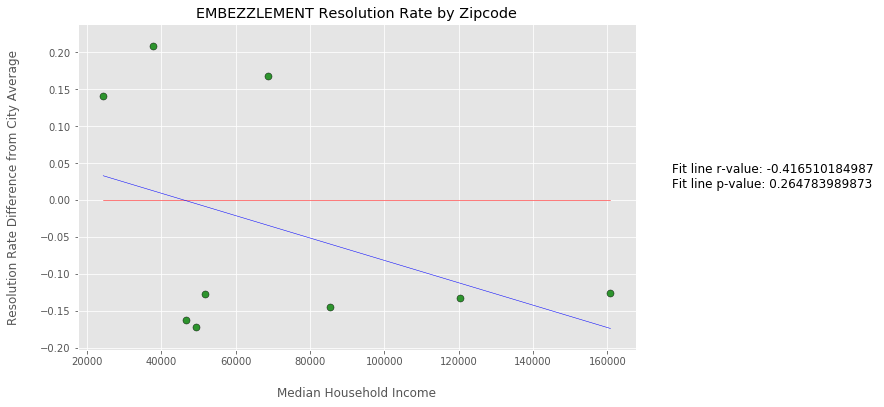 EMBEZZLEMENT Resolution Rate by Zipcode
Resolution Rate Difference from City Average
0.20
0.15
0.10
0.05
0.00
−0.05
−0.10
−0.15
−0.20
20000 40000 60000 80000 100000 120000 140000 160000
Median Household Income
Fit line r-value: -0.416510184987
Fit line p-value: 0.264783989873